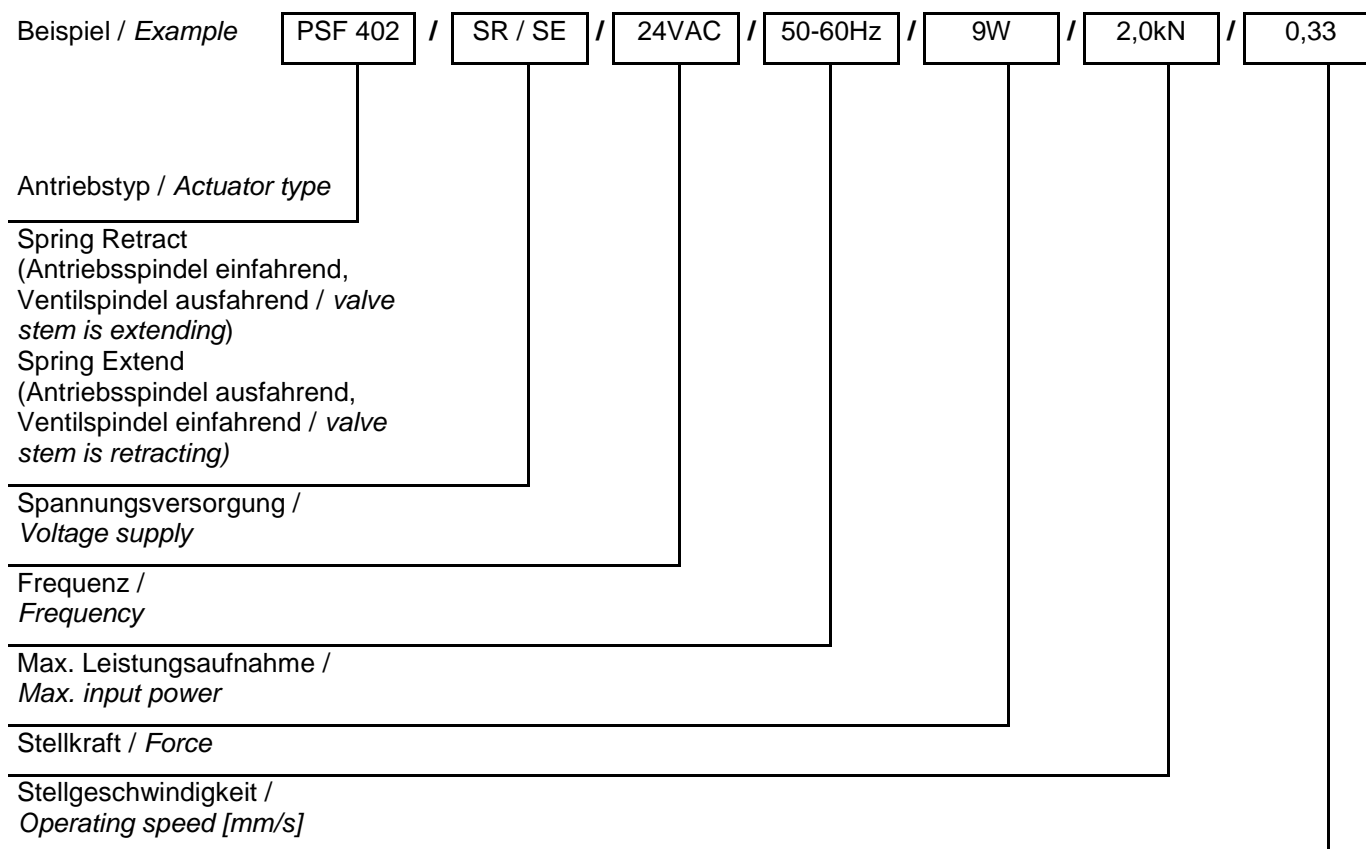 Beispiel / Example PSF 402 / SR / SE / 24VAC / 50-60Hz / 9W / 2,0kN / 0,33
Antriebstyp / Actuator type
Spring Retract
(Antriebsspindel einfahrend,
Ventilspindel ausfahrend / valve
stem is extending)
Spring Extend
(Antriebsspindel ausfahrend,
Ventilspindel einfahrend / valve
stem is retracting)
Spannungsversorgung /
Voltage supply
Frequenz /
Frequency
Max. Leistungsaufnahme /
Max. input power
Stellkraft / Force
Stellgeschwindigkeit /
Operating speed [mm/s]